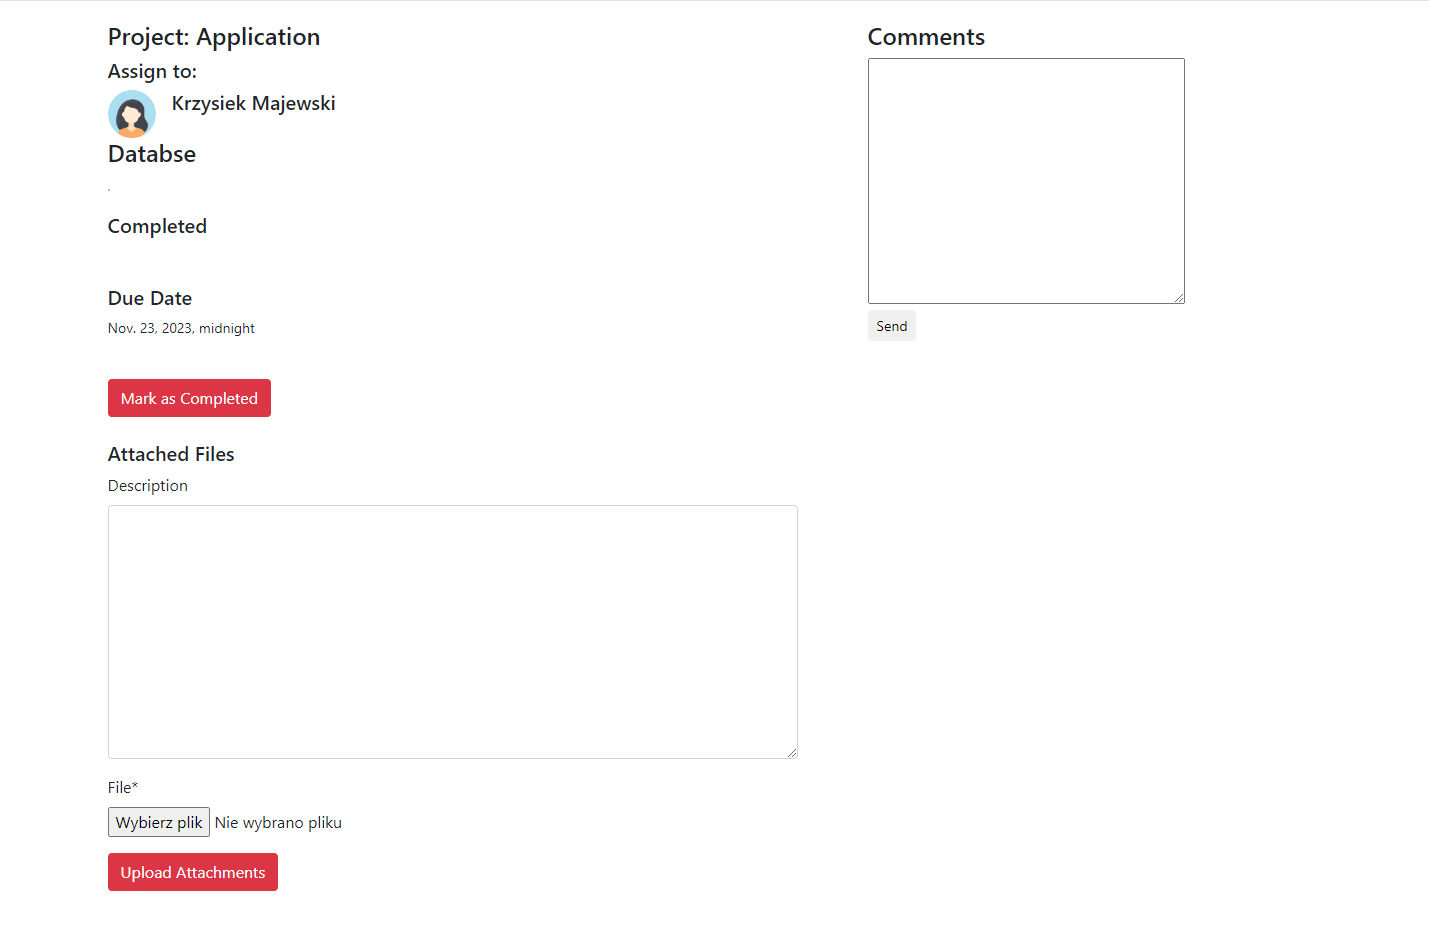 Project: Application
Assign to:
Krzysiek Majewski
Databse
.
Completed
Due Date
Nov. 23, 2023, midnight
Mark as Completed
Attached Files
Description
File*
Wybierz plik Nie wybrano pliku
Upload Attachments
Comments
Send